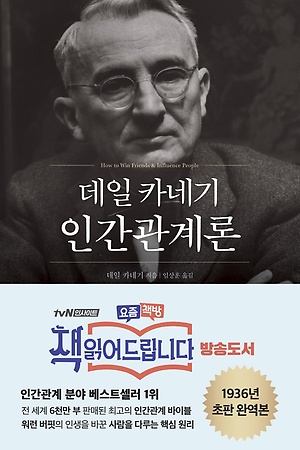 How to Win Friends & Influence People
데일 카네기
인간관계론
데일 카네기 지음 | 임상훈 옮김
tvN 인사이트
요즘책방
책 읽어드립니다 방송도서
인간관계 분야 베스트셀러 1위
전 세계 6천만 부 판매된 최고의 인간관계 바이블
워런 버핏의 인생을 바꾼 사람을 다루는 핵심 원리
1936년
초판 완역본